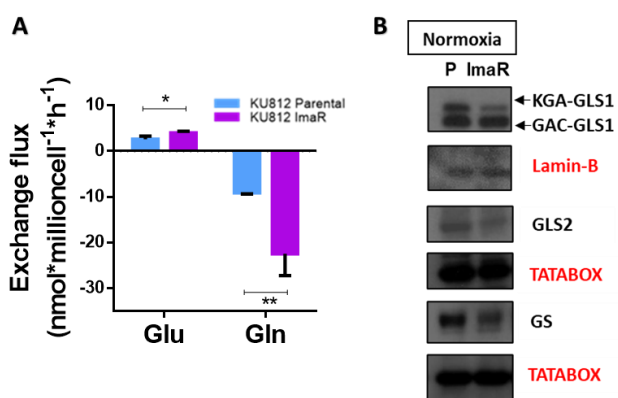 A
Exchange flux
(nmol*millioncell⁻¹*h⁻¹)
10
0
-10
-20
-30
*
**
KU812 Parental
KU812 ImaR
Glu Gln
B
Normoxia
P ImaR
KGA-GLS1
GAC-GLS1
Lamin-B
GLS2
TATABOX
GS
TATABOX